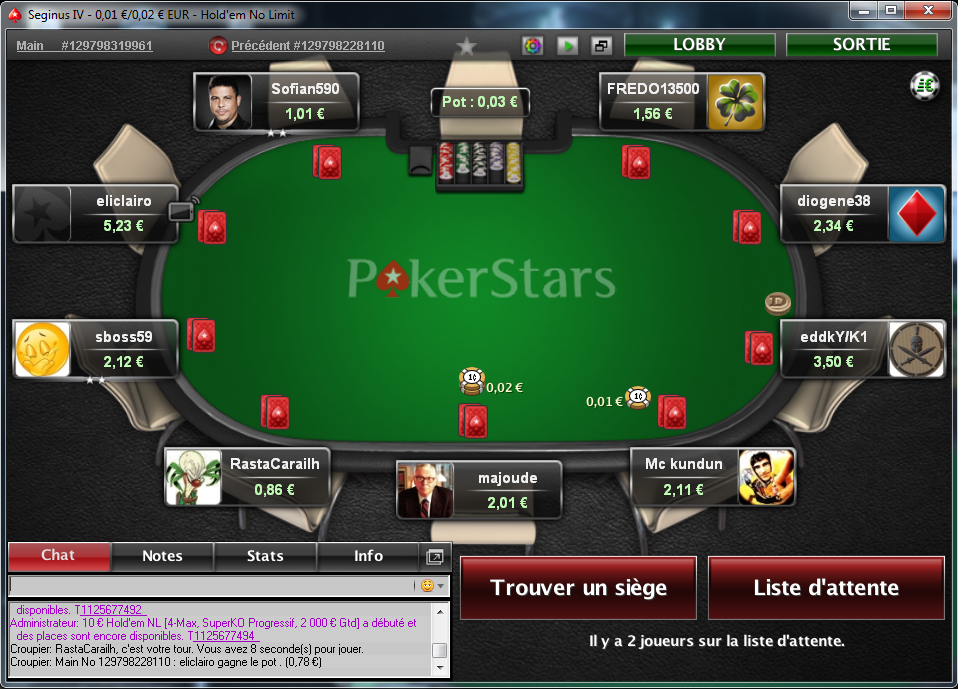 Seginus IV - 0,01 €/0,02 € EUR - Hold'em No Limit
Main #129798319961
Précédent #129798228110
LOBBY
SORTIE
Sofian590
1,01 €
Pot : 0,03 €
FREDO13500
1,56 €
eliclairo
5,23 €
diogene38
2,34 €
PokerStars
D
sboss59
2,12 €
eddkY/K1
3,50 €
1¢
0,02 €
0,01 €
1¢
RastaCarailh
0,86 €
majoude
2,01 €
Mc kundun
2,11 €
Chat
Notes
Stats
Info
Trouver un siège
Liste d'attente
disponibles. T1125677492
Administrateur: 10 € Hold'em NL [4-Max, SuperKO Progressif, 2 000 € Gtd] a débuté et
des places sont encore disponibles. T1125677494
Croupier: RastaCarailh, c'est votre tour. Vous avez 8 seconde(s) pour jouer.
Croupier: Main No 129798228110 : eliclairo gagne le pot . (0,78 €)
Il y a 2 joueurs sur la liste d'attente.